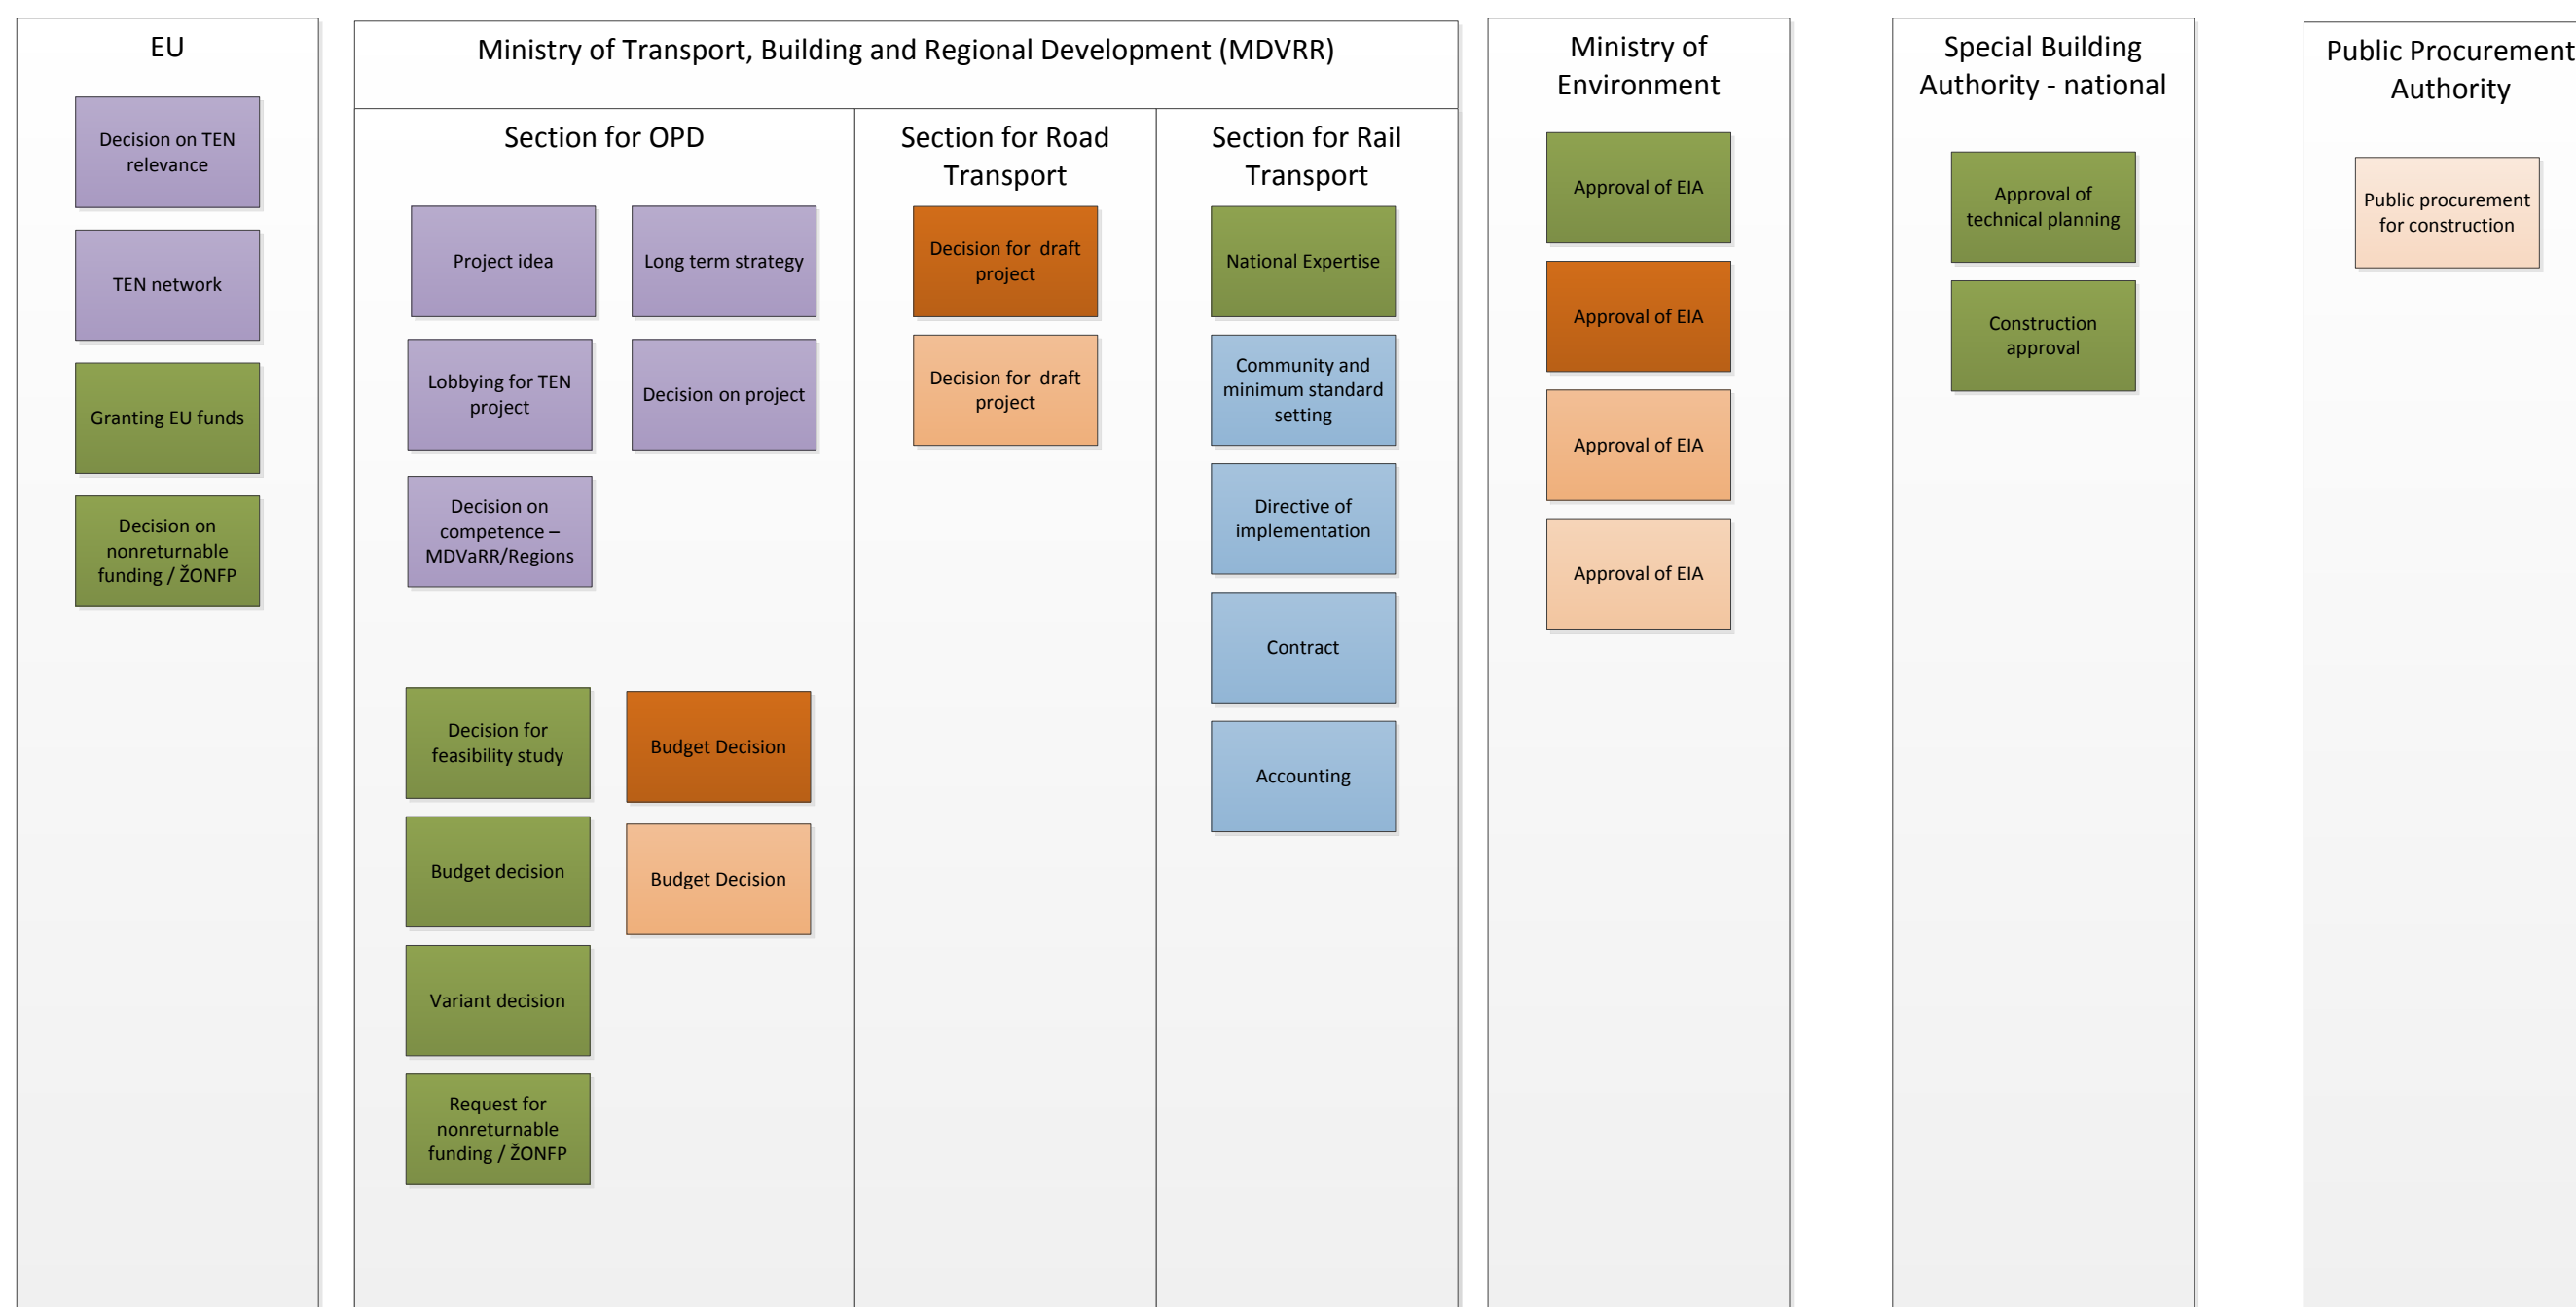 EU
Decision on TEN
relevance
TEN network
Granting EU funds
Decision on
nonreturnable
funding / ŽONFP
Ministry of Transport, Building and Regional Development (MDVRR)
Section for OPD
Project idea
Long term strategy
Lobbying for TEN
project
Decision on project
Decision on
competence –
MDVaRR/Regions
Decision for
feasibility study
Budget Decision
Budget decision
Budget Decision
Variant decision
Request for
nonreturnable
funding / ŽONFP
Section for Road
Transport
Decision for draft
project
Decision for draft
project
Section for Rail
Transport
National Expertise
Community and
minimum standard
setting
Directive of
implementation
Contract
Accounting
Ministry of
Environment
Approval of EIA
Approval of EIA
Approval of EIA
Approval of EIA
Special Building
Authority - national
Approval of
technical planning
Construction
approval
Public Procurement
Authority
Public procurement
for construction